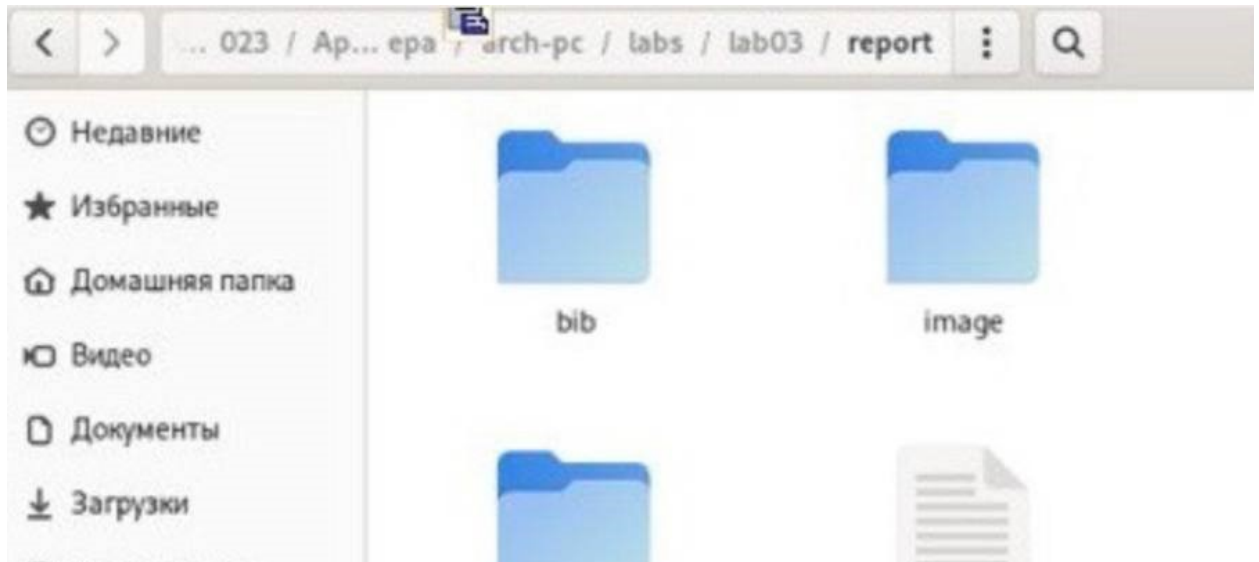 ... 023 / Ap... epa / arch-pc / labs / lab03 / report
Недавние
Избранные
Домашняя папка
Видео
Документы
Загрузки
bib
image